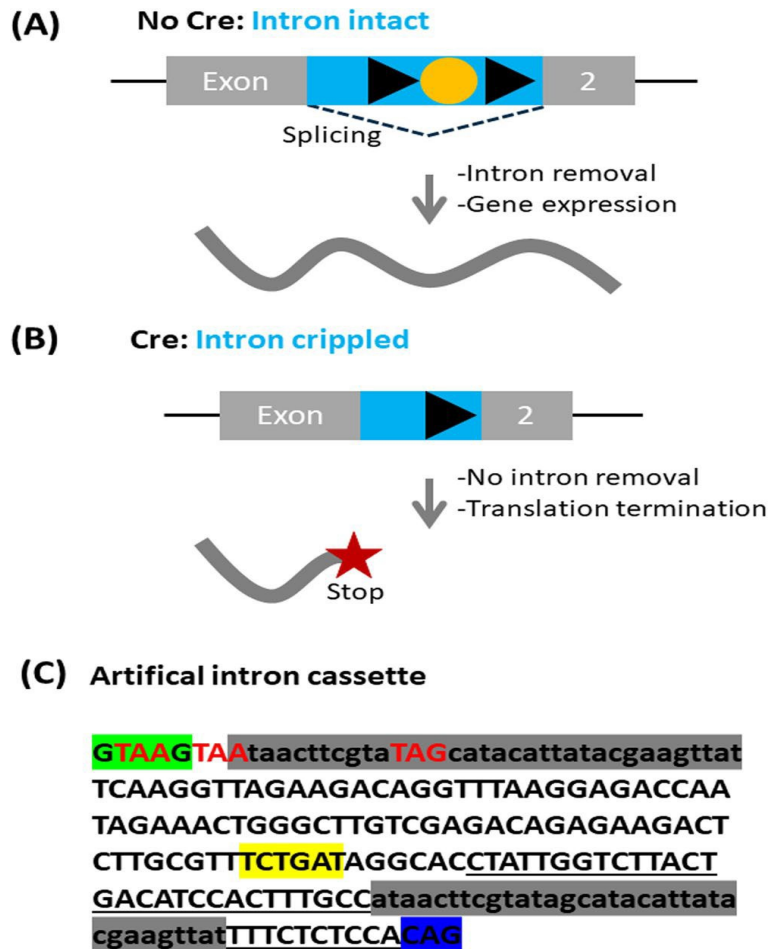 (A) No Cre: Intron intact
Exon 2
Splicing
-Intron removal
-Gene expression
(B) Cre: Intron crippled
Exon 2
-No intron removal
-Translation termination
Stop
(C) Artifical intron cassette
GTAAGTAAataacttcgtaTAGcatacattatacgaagttat
TCAAGGTTAGAAGACAGGTTTAAGGAGACCAA
TAGAAACTGGGCTTGTCGAGACAGAGAAGACT
CTTGCGTTTCTGATAGGCACCTATTGGTCTTACT
GACATCCACTTTGCCataacttcgtatagcatacattata
cgaagttatTTTCTCTCCACAG